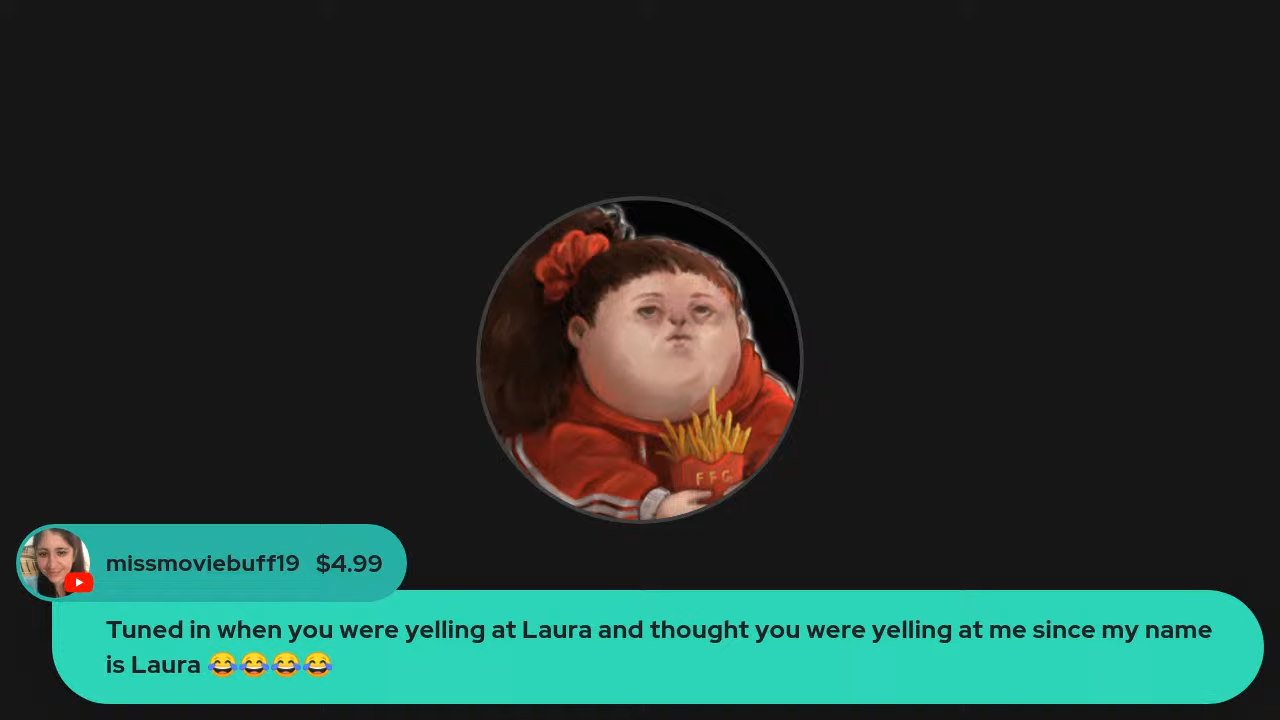 FFG
missmoviebuff19 $4.99
Tuned in when you were yelling at Laura and thought you were yelling at me since my name
is Laura 😂😂😂😂